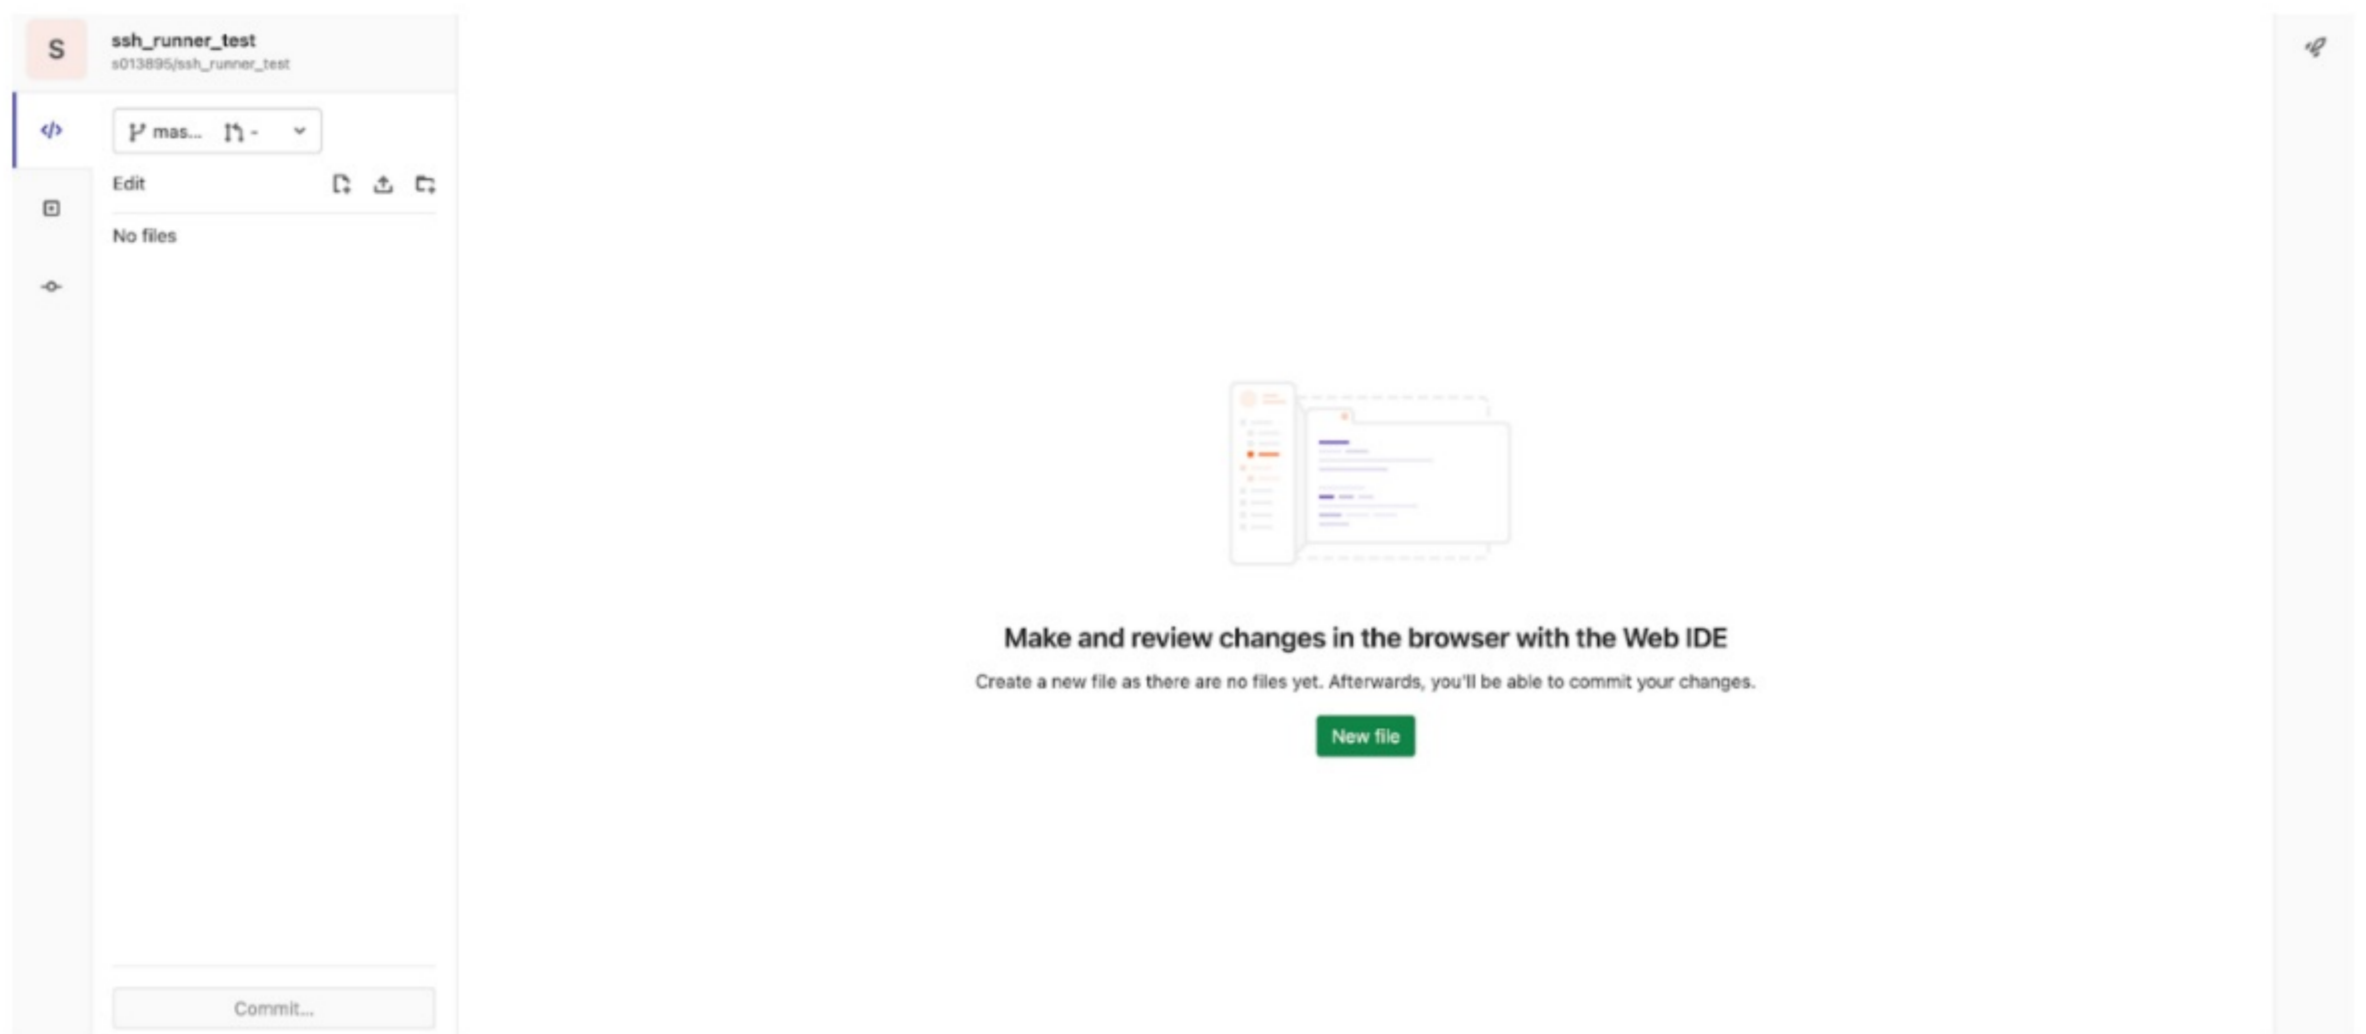 S
ssh_runner_test
s013895/ssh_runner_test
mas... -
Edit
No files
Make and review changes in the browser with the Web IDE
Create a new file as there are no files yet. Afterwards, you'll be able to commit your changes.
New file
Commit...